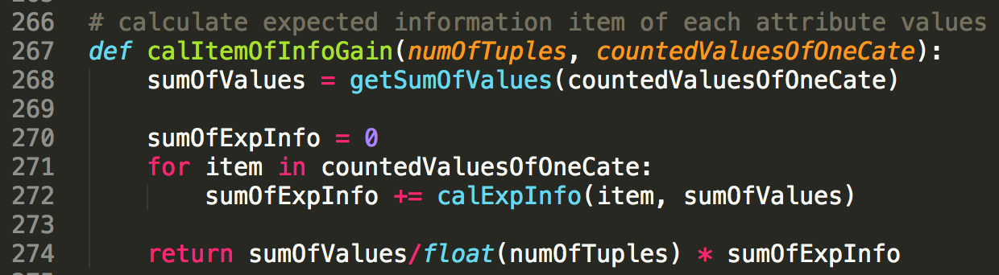 266 # calculate expected information item of each attribute values
267 def calItemOfInfoGain(numOfTuples, countedValuesOfOneCate):
268 sumOfValues = getSumOfValues(countedValuesOfOneCate)
269
270 sumOfExpInfo = 0
271 for item in countedValuesOfOneCate:
272 sumOfExpInfo += calExpInfo(item, sumOfValues)
273
274 return sumOfValues/float(numOfTuples) * sumOfExpInfo